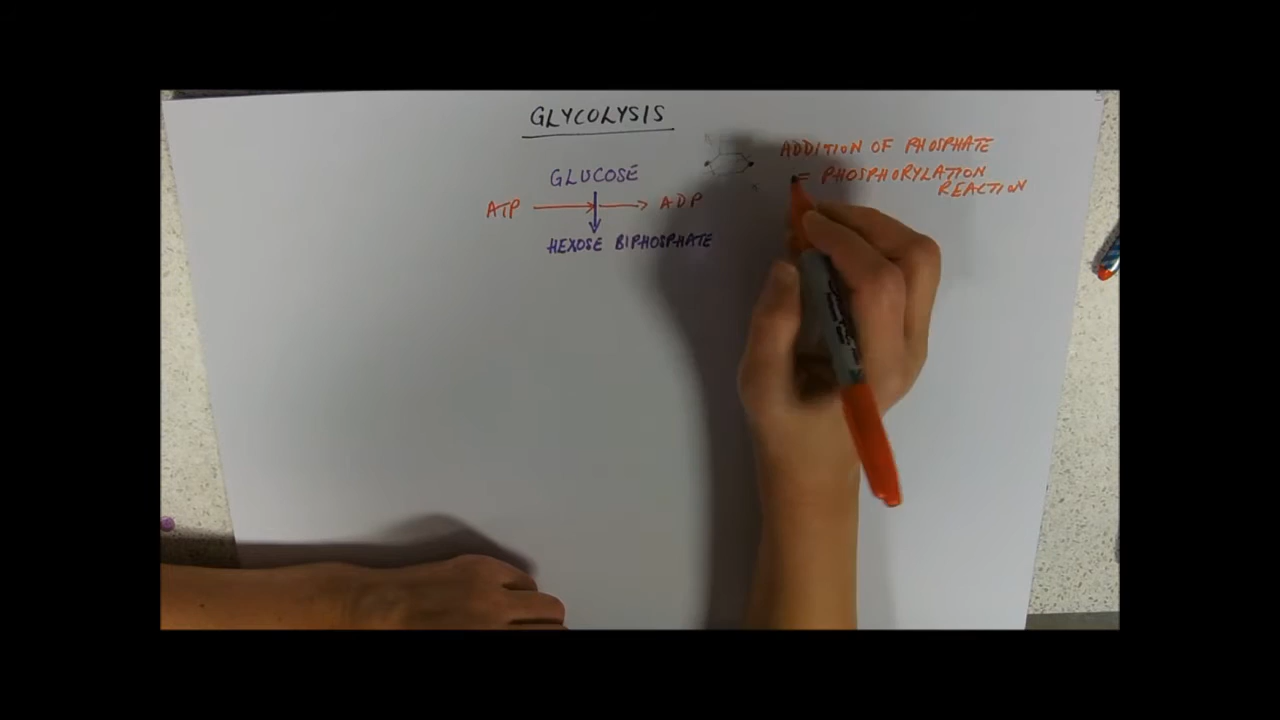 GLYCOLYSIS
GLUCOSE
ATP
ADP
HEXOSE BIPHOSPHATE
ADDITION OF PHOSPHATE
= PHOSPHORYLATION
REACTION